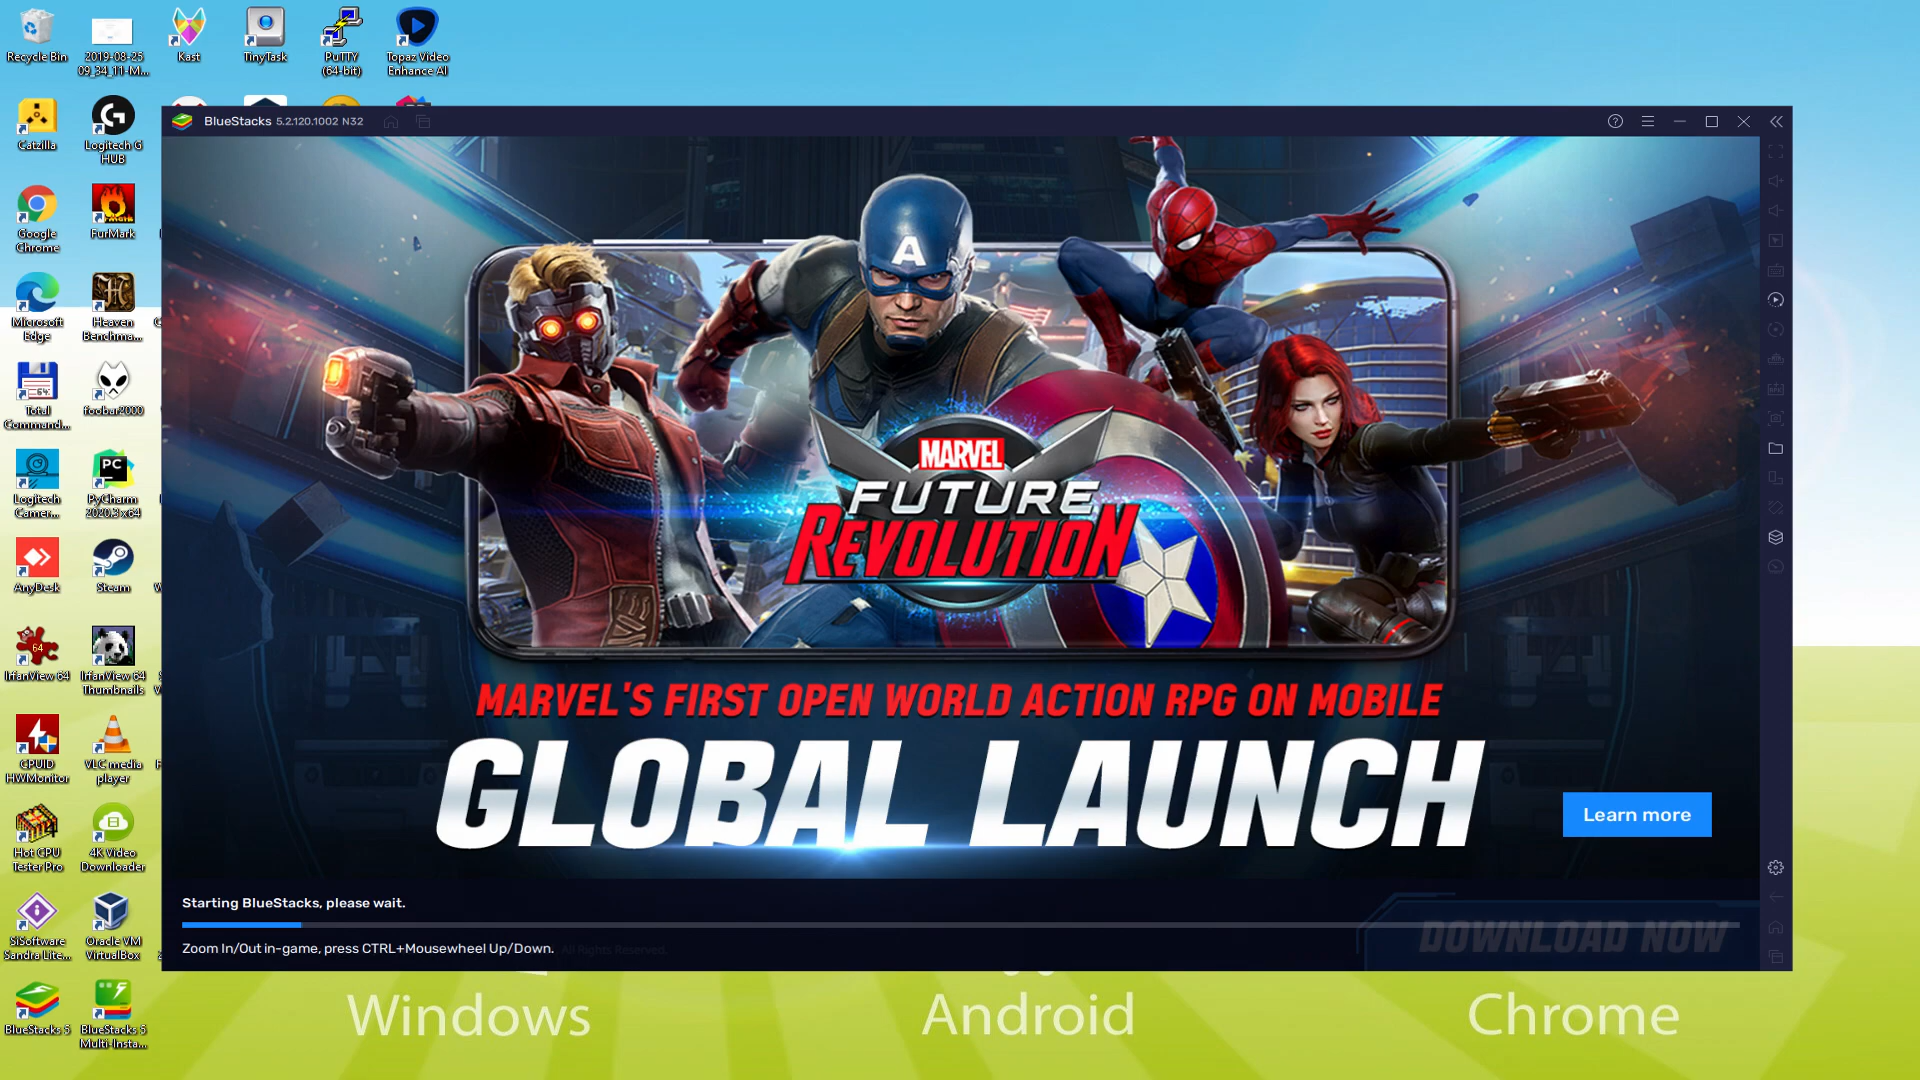 Recycle Bin
2019-08-25
09_34_11-M...
Kast
TinyTask
PuTTY
(64-bit)
Topaz Video
Enhance AI
Catzilla
Logitech G
HUB
Google
Chrome
FurMark
Microsoft
Edge
Heaven
Benchma...
Total
Command...
foobar2000
Logitech
Camer...
PyCharm
2020.3 x64
AnyDesk
Steam
IrfanView 64
IrfanView 64
Thumbnails
CPUID
HWMonitor
VLC media
player
Hot CPU
Tester Pro
4K Video
Downloader
SiSoftware
Sandra Lite...
Oracle VM
VirtualBox
BlueStacks 5
BlueStacks 5
Multi-Insta...
BlueStacks 5.2.120.1002 N32
A
MARVEL
FUTURE
REVOLUTION
MARVEL'S FIRST OPEN WORLD ACTION RPG ON MOBILE
GLOBAL LAUNCH
Learn more
Starting BlueStacks, please wait.
DOWNLOAD NOW
Zoom In/Out in-game, press CTRL+Mousewheel Up/Down. All Rights Reserved.
Windows
Android
Chrome